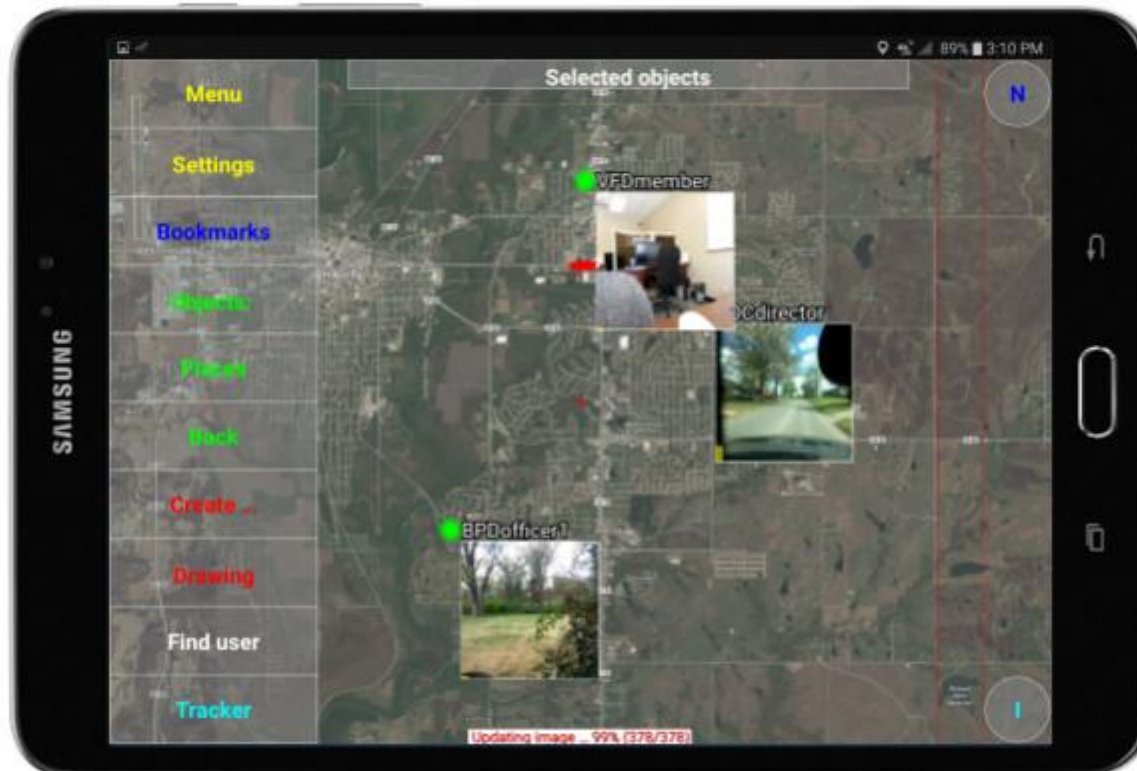 SAMSUNG
89% 3:10 PM
Selected objects
N
Menu
Settings
Bookmarks
Objects
Places
Back
Create ...
Drawing
Find user
Tracker
VFDmember
Cdirector
BPDofficer1
I
Updating image ... 99% (378/378)